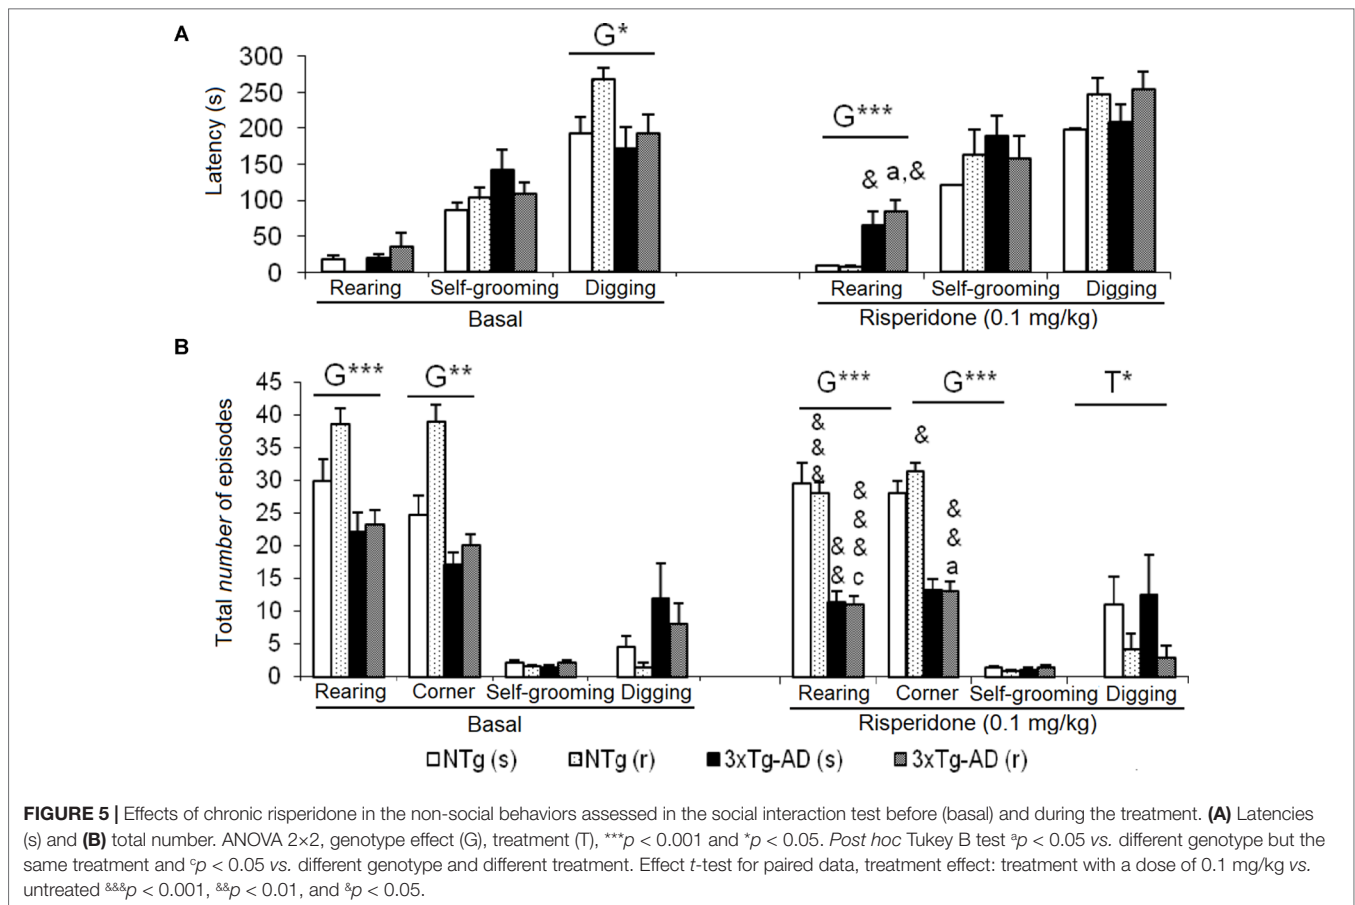 A
Latency (s)
300
250
200
150
100
50
0
G*
G***
& a,&
Rearing Self-grooming Digging
Basal
Rearing Self-grooming Digging
Risperidone (0.1 mg/kg)
B
Total number of episodes
45
40
35
30
25
20
15
10
5
0
G*** G**
G*** G*** T*
&
&
&
&
&
&
&
&
c
&
&
&
a
Rearing Corner Self-grooming Digging
Basal
Rearing Corner Self-grooming Digging
Risperidone (0.1 mg/kg)
NTg (s) NTg (r) 3xTg-AD (s) 3xTg-AD (r)
FIGURE 5 | Effects of chronic risperidone in the non-social behaviors assessed in the social interaction test before (basal) and during the treatment. (A) Latencies
(s) and (B) total number. ANOVA 2×2, genotype effect (G), treatment (T), ***p < 0.001 and *p < 0.05. Post hoc Tukey B test ᵃp < 0.05 vs. different genotype but the
same treatment and ᶜp < 0.05 vs. different genotype and different treatment. Effect t-test for paired data, treatment effect: treatment with a dose of 0.1 mg/kg vs.
untreated &&&p < 0.001, &&p < 0.01, and &p < 0.05.